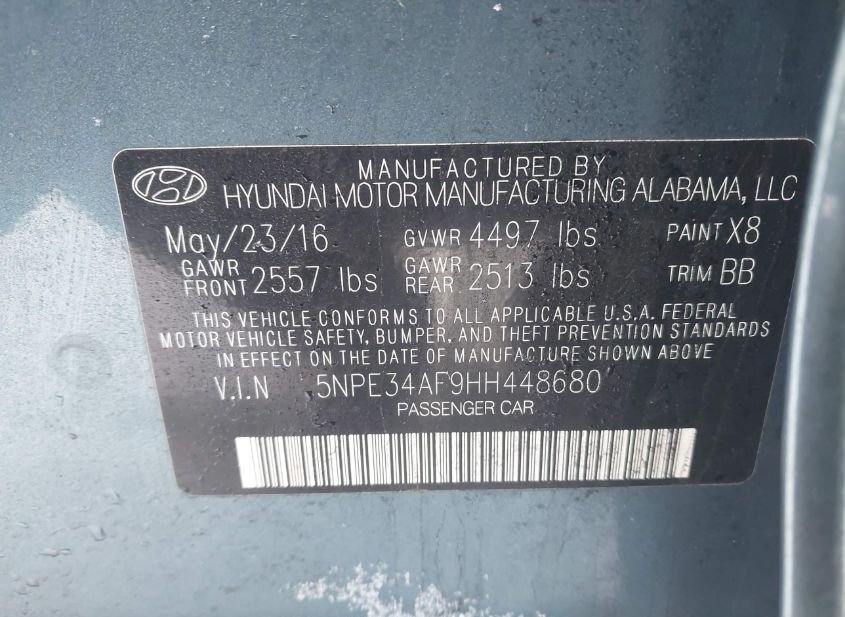 MANUFACTURED BY
HYUNDAI MOTOR MANUFACTURING ALABAMA, LLC
May/23/16 GVWR 4497 lbs PAINT X8
GAWR FRONT 2557 lbs GAWR REAR 2513 lbs TRIM BB
THIS VEHICLE CONFORMS TO ALL APPLICABLE U.S.A. FEDERAL
MOTOR VEHICLE SAFETY, BUMPER, AND THEFT PREVENTION STANDARDS
IN EFFECT ON THE DATE OF MANUFACTURE SHOWN ABOVE
V.I.N 5NPE34AF9HH448680
PASSENGER CAR